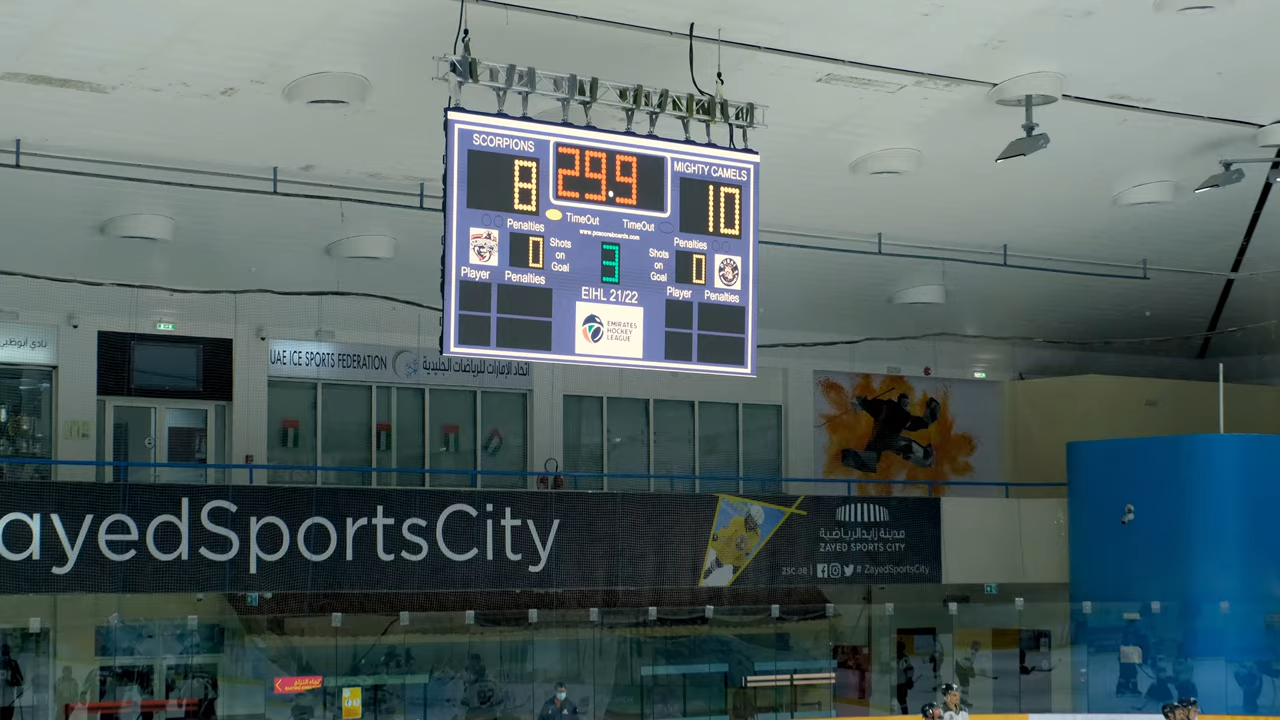 SCORPIONS
8
29.9
MIGHTY CAMELS
10
TimeOut
TimeOut
www.pcscoreboards.com
Penalties
Penalties
0
Shots
on
Goal
3
Shots
on
Goal
0
Player Penalties
Player Penalties
EIHL 21/22
EMIRATES
HOCKEY
LEAGUE
UAE ICE SPORTS FEDERATION
اتحاد الإمارات للرياضات الجليدية
ayedSportsCity
مدينة زايد الرياضية
ZAYED SPORTS CITY
zsc.ae | # ZayedSportsCity